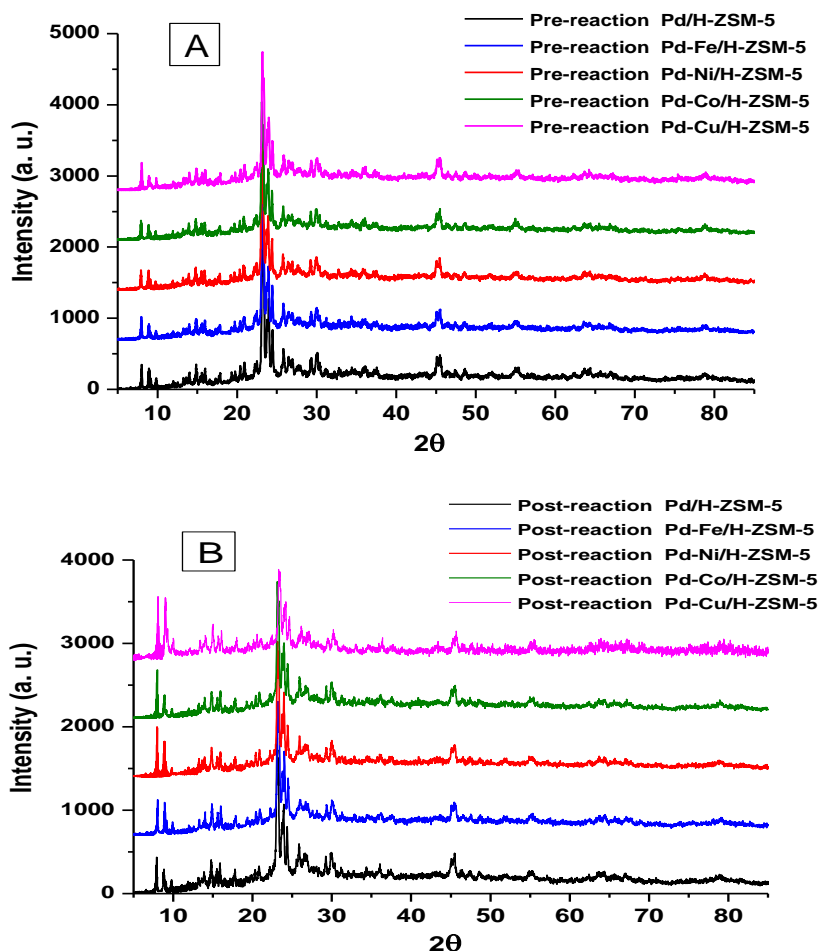 A
Pre-reaction Pd/H-ZSM-5
Pre-reaction Pd-Fe/H-ZSM-5
Pre-reaction Pd-Ni/H-ZSM-5
Pre-reaction Pd-Co/H-ZSM-5
Pre-reaction Pd-Cu/H-ZSM-5
Intensity (a. u.)
5000
4000
3000
2000
1000
0
10 20 30 40 50 60 70 80
2θ
B
Post-reaction Pd/H-ZSM-5
Post-reaction Pd-Fe/H-ZSM-5
Post-reaction Pd-Ni/H-ZSM-5
Post-reaction Pd-Co/H-ZSM-5
Post-reaction Pd-Cu/H-ZSM-5
Intensity (a. u.)
4000
3000
2000
1000
0
10 20 30 40 50 60 70 80
2θ